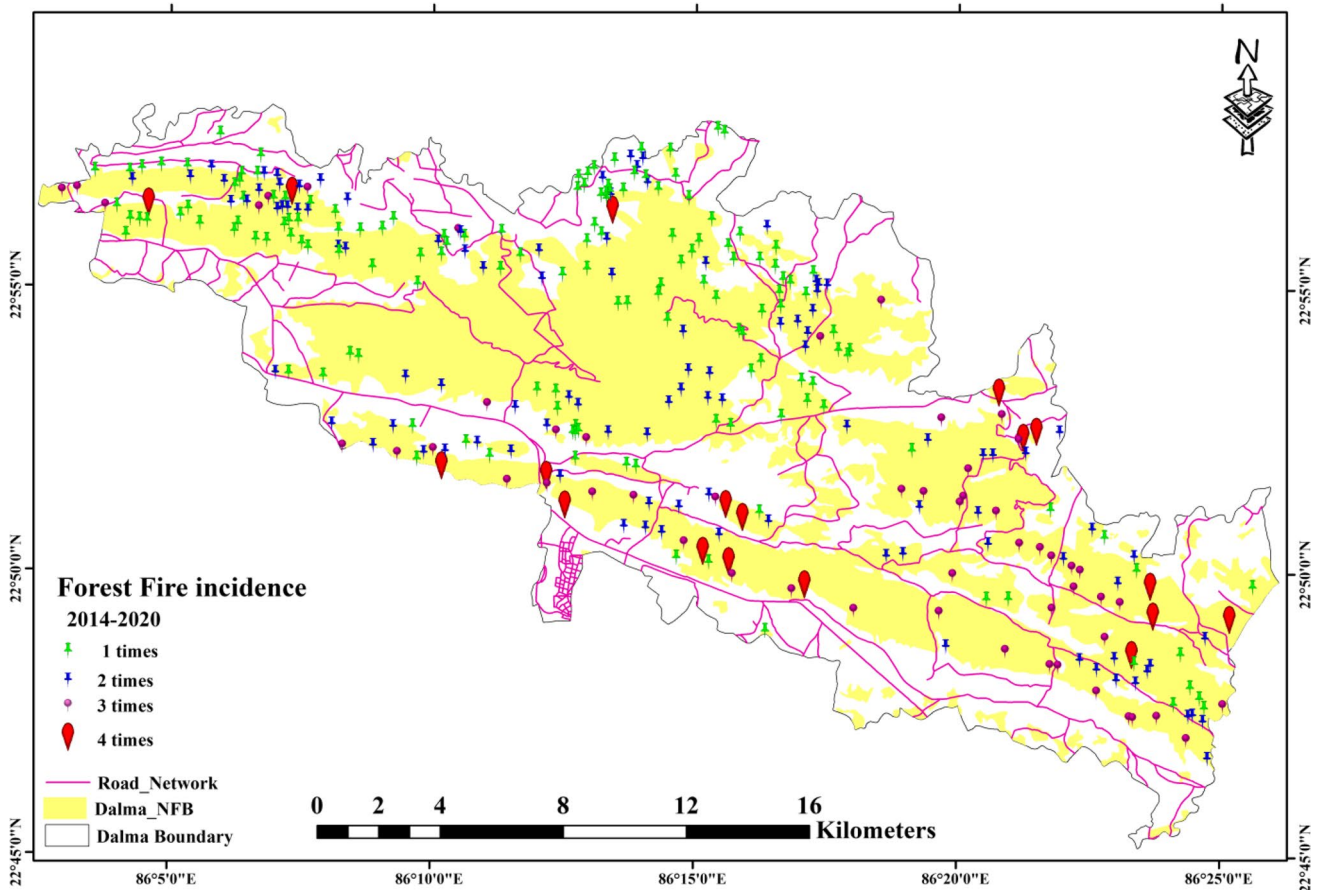 N
22°55'0"N
22°55'0"N
22°50'0"N
22°50'0"N
Forest Fire incidence
2014-2020
1 times
2 times
3 times
4 times
Road_Network
Dalma_NFB
Dalma Boundary
0 2 4 8 12 16
Kilometers
22°45'0"N
22°45'0"N
86°5'0"E 86°10'0"E 86°15'0"E 86°20'0"E 86°25'0"E